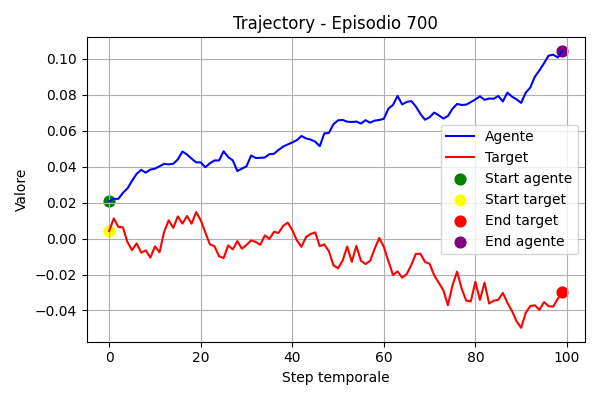 Trajectory - Episodio 700
Valore
0.10
0.08
0.06
0.04
0.02
0.00
−0.02
−0.04
Agente
Target
Start agente
Start target
End target
End agente
0 20 40 60 80 100
Step temporale